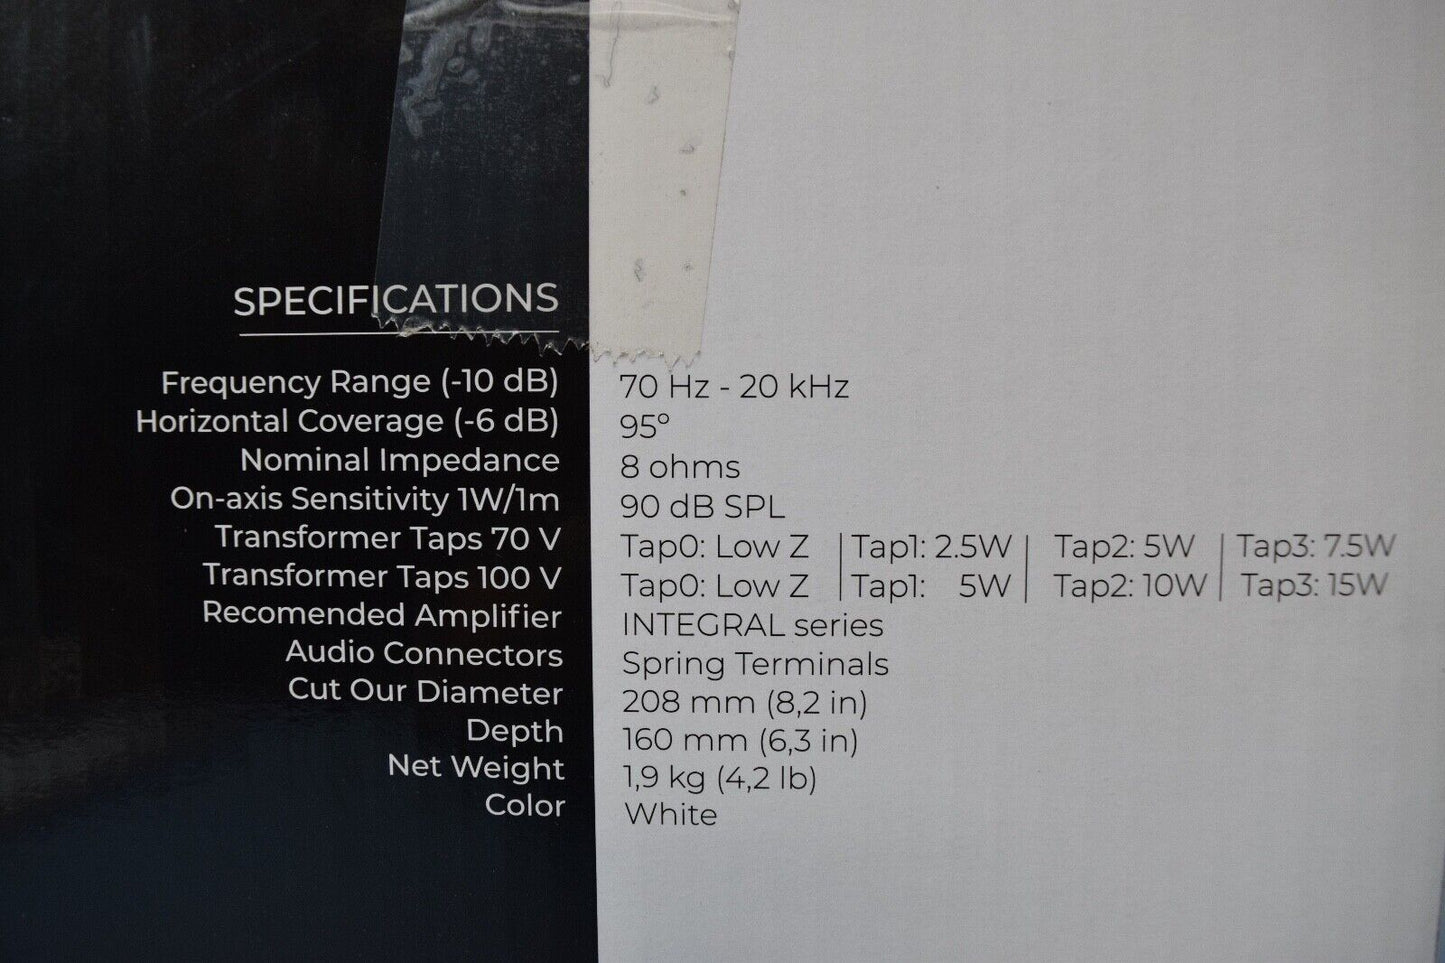 SPECIFICATIONS
Frequency Range (-10 dB) 70 Hz - 20 kHz
Horizontal Coverage (-6 dB) 95º
Nominal Impedance 8 ohms
On-axis Sensitivity 1W/1m 90 dB SPL
Transformer Taps 70 V Tap0: Low Z | Tap1: 2.5W | Tap2: 5W | Tap3: 7.5W
Transformer Taps 100 V Tap0: Low Z | Tap1: 5W | Tap2: 10W | Tap3: 15W
Recomended Amplifier INTEGRAL series
Audio Connectors Spring Terminals
Cut Our Diameter 208 mm (8,2 in)
Depth 160 mm (6,3 in)
Net Weight 1,9 kg (4,2 lb)
Color White